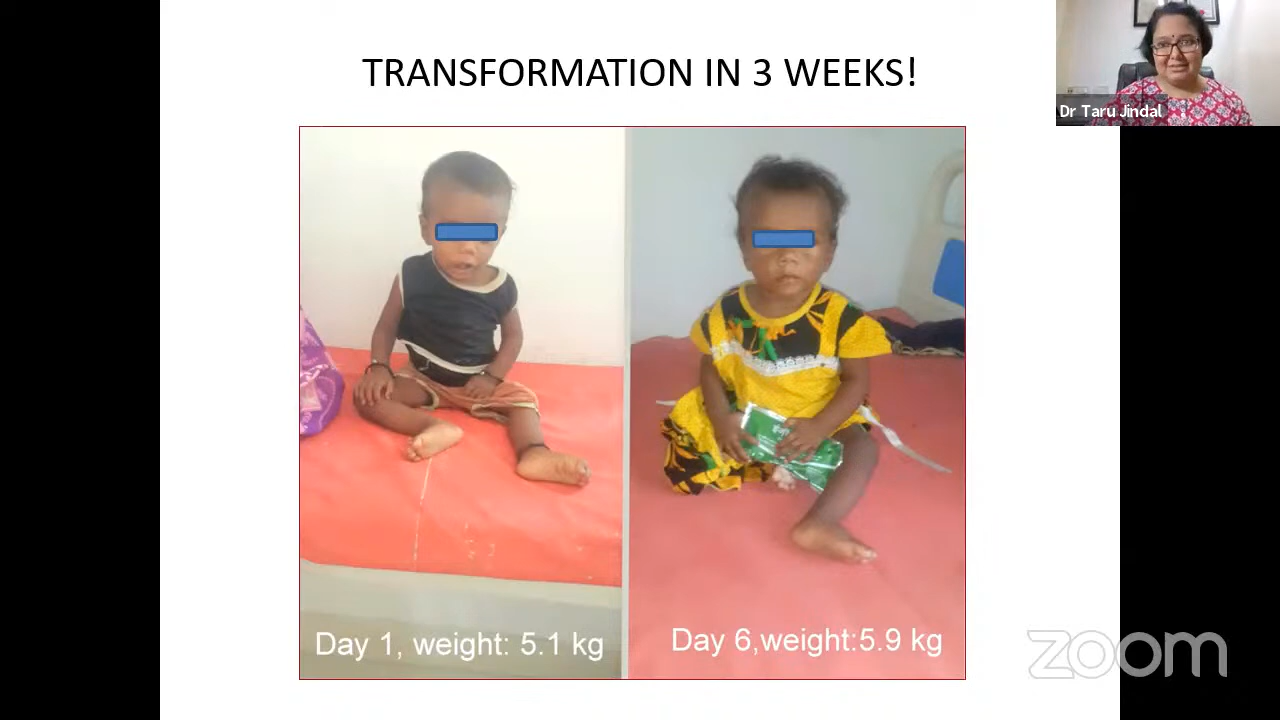 TRANSFORMATION IN 3 WEEKS!
Dr Taru Jindal
Day 1, weight: 5.1 kg
Day 6,weight:5.9 kg
zoom